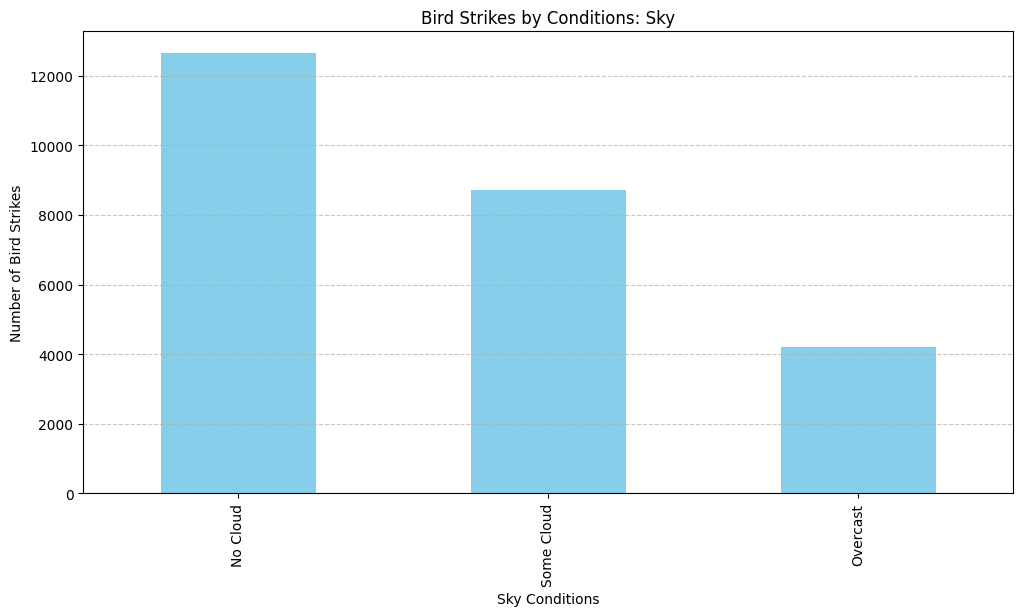 Bird Strikes by Conditions: Sky
Number of Bird Strikes
12000
10000
8000
6000
4000
2000
0
No Cloud
Some Cloud
Overcast
Sky Conditions